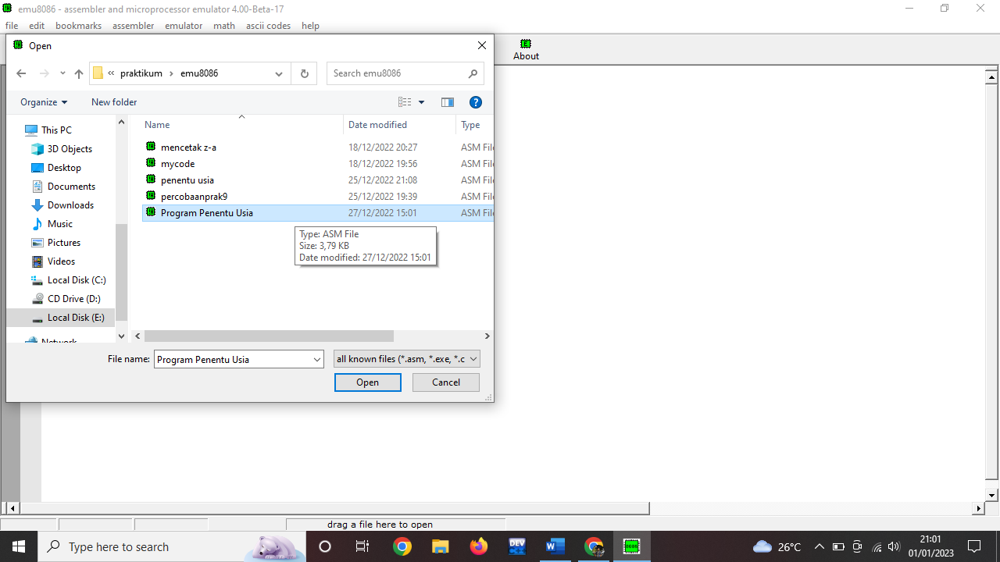 emu8086 - assembler and microprocessor emulator 4.00-Beta-17
file edit bookmarks assembler emulator math ascii codes help
Open
About
praktikum emu8086
Search emu8086
Organize New folder
Name Date modified Type
This PC
3D Objects
Desktop
Documents
Downloads
Music
Pictures
Videos
Local Disk (C:)
CD Drive (D:)
Local Disk (E:)
Network
mencetak z-a 18/12/2022 20:27 ASM File
mycode 18/12/2022 19:56 ASM File
penentu usia 25/12/2022 21:08 ASM File
percobaanprak9 25/12/2022 19:39 ASM File
Program Penentu Usia 27/12/2022 15:01 ASM File
Type: ASM File
Size: 3,79 KB
Date modified: 27/12/2022 15:01
File name: Program Penentu Usia all known files (*.asm, *.exe, *.c
Open Cancel
drag a file here to open
Type here to search
DEV
26°C
21:01
01/01/2023